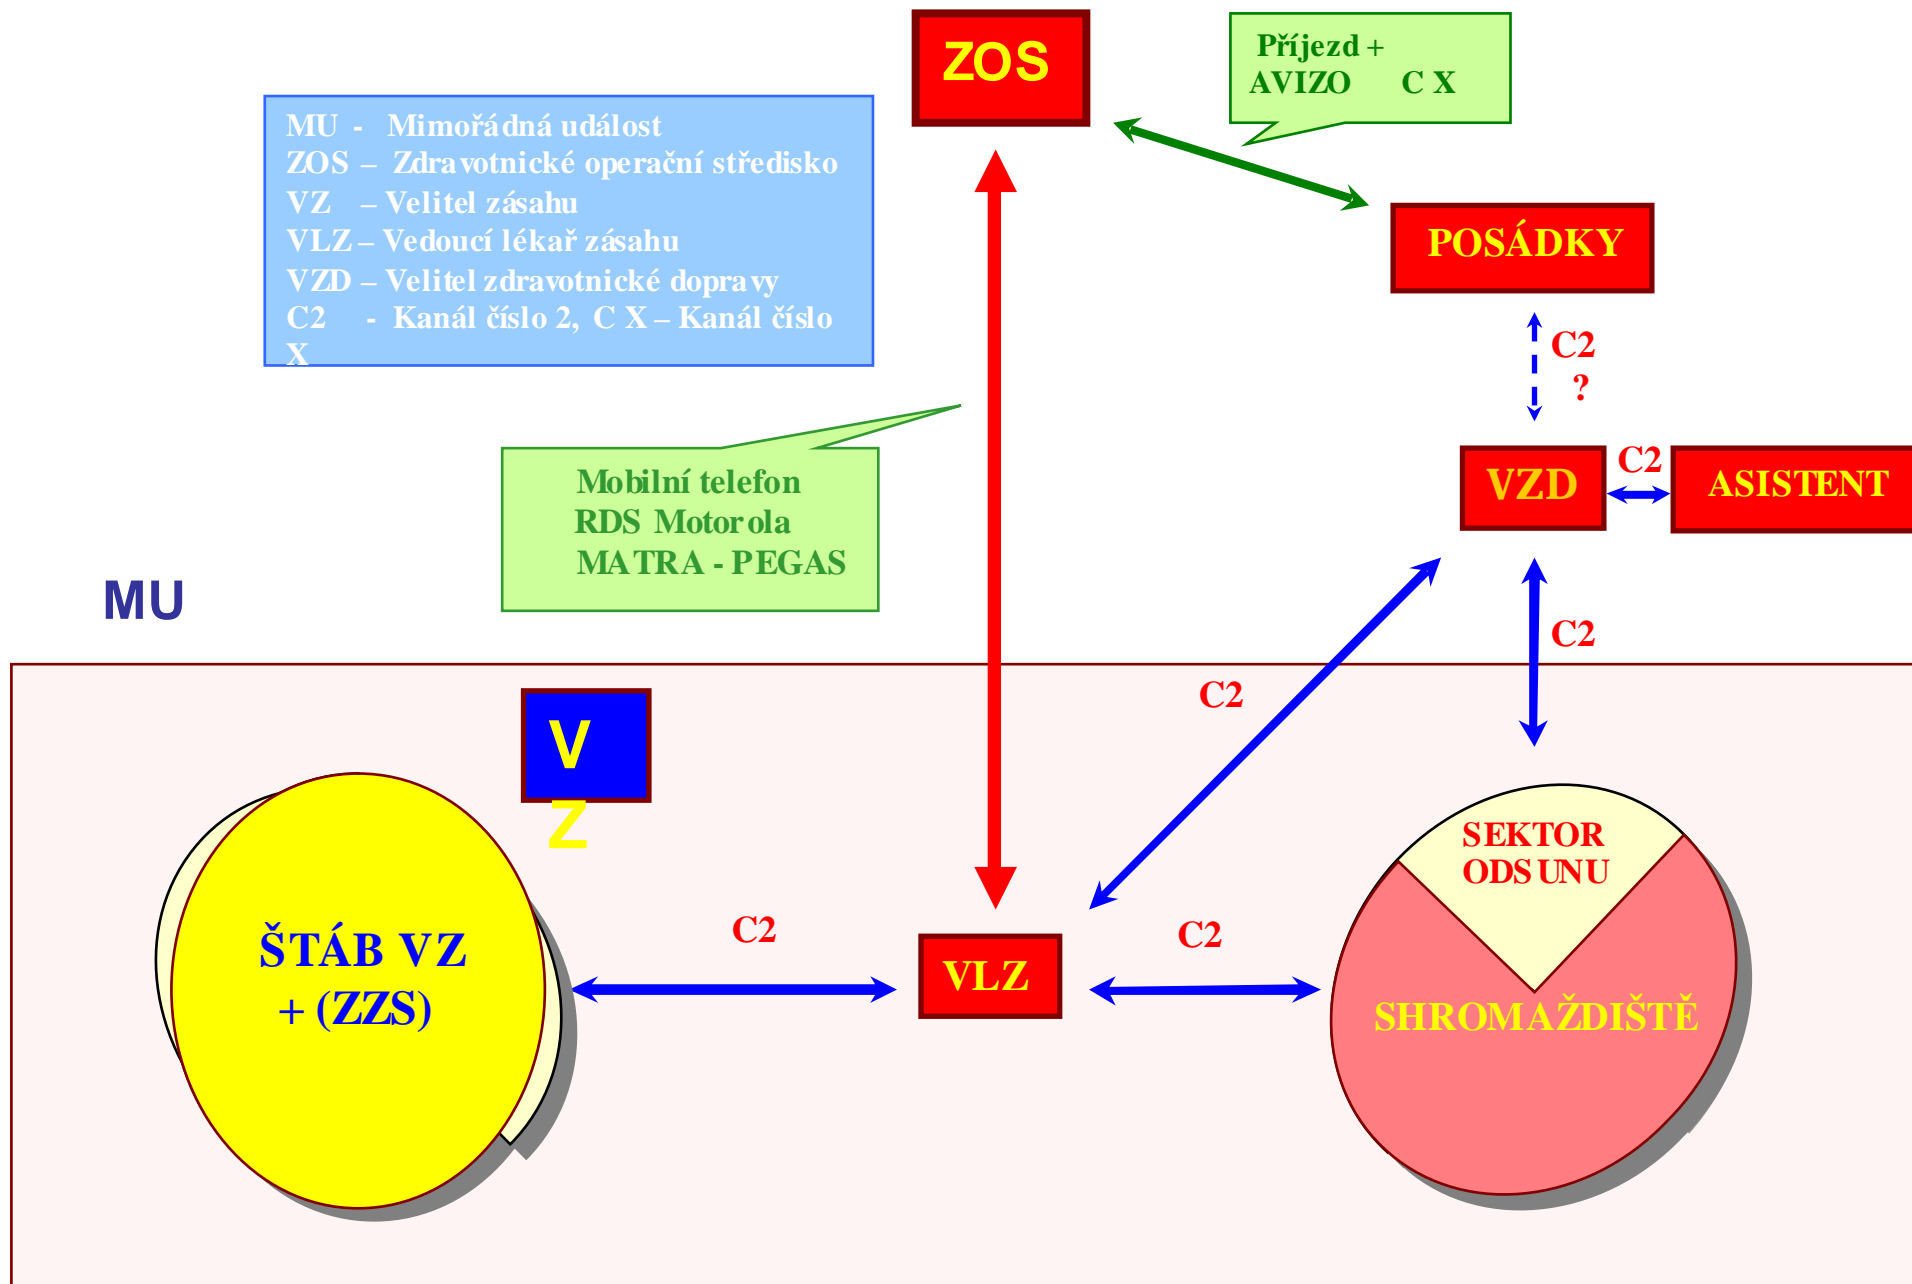 ZOS
Příjezd +
AVIZO C X
MU - Mimořádná událost
ZOS – Zdravotnické operační středisko
VZ – Velitel zásahu
VLZ – Vedoucí lékař zásahu
VZD – Velitel zdravotnické dopravy
C2 - Kanál číslo 2, C X – Kanál číslo
X
POSÁDKY
C2
?
Mobilní telefon
RDS Motorola
MATRA - PEGAS
VZD
C2
ASISTENT
MU
C2
C2
V
Z
SEKTOR
ODSUNU
ŠTÁB VZ
+ (ZZS)
C2
VLZ
C2
SHROMAŽDIŠTĚ